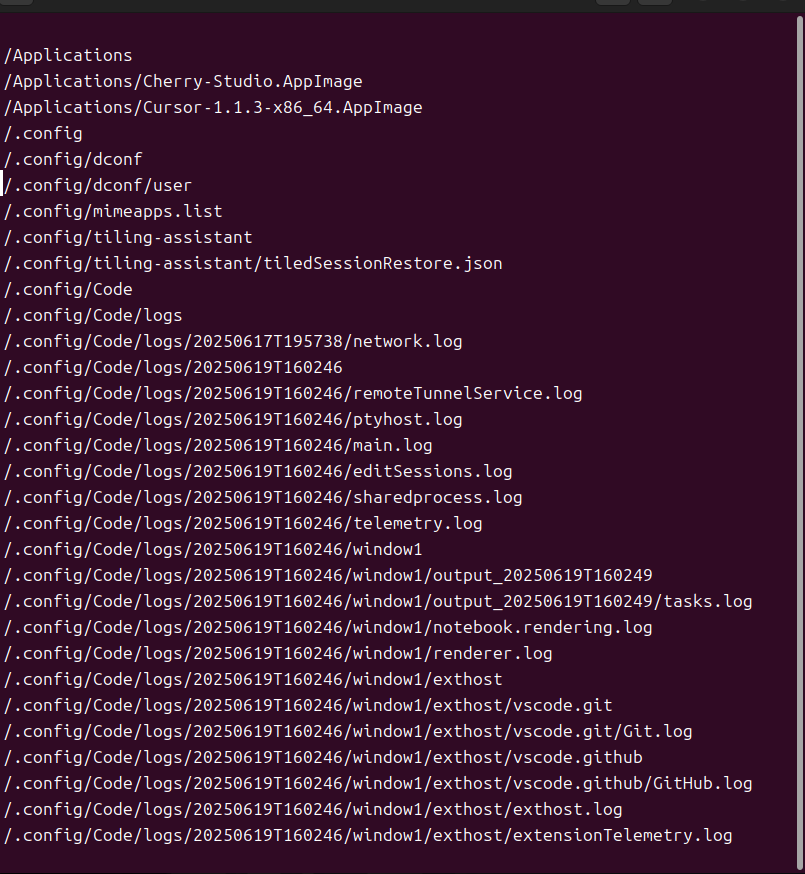 /Applications
/Applications/Cherry-Studio.AppImage
/Applications/Cursor-1.1.3-x86_64.AppImage
/.config
/.config/dconf
/.config/dconf/user
/.config/mimeapps.list
/.config/tiling-assistant
/.config/tiling-assistant/tiledSessionRestore.json
/.config/Code
/.config/Code/logs
/.config/Code/logs/20250617T195738/network.log
/.config/Code/logs/20250619T160246
/.config/Code/logs/20250619T160246/remoteTunnelService.log
/.config/Code/logs/20250619T160246/ptyhost.log
/.config/Code/logs/20250619T160246/main.log
/.config/Code/logs/20250619T160246/editSessions.log
/.config/Code/logs/20250619T160246/sharedprocess.log
/.config/Code/logs/20250619T160246/telemetry.log
/.config/Code/logs/20250619T160246/window1
/.config/Code/logs/20250619T160246/window1/output_20250619T160249
/.config/Code/logs/20250619T160246/window1/output_20250619T160249/tasks.log
/.config/Code/logs/20250619T160246/window1/notebook.rendering.log
/.config/Code/logs/20250619T160246/window1/renderer.log
/.config/Code/logs/20250619T160246/window1/exthost
/.config/Code/logs/20250619T160246/window1/exthost/vscode.git
/.config/Code/logs/20250619T160246/window1/exthost/vscode.git/Git.log
/.config/Code/logs/20250619T160246/window1/exthost/vscode.github
/.config/Code/logs/20250619T160246/window1/exthost/vscode.github/GitHub.log
/.config/Code/logs/20250619T160246/window1/exthost/exthost.log
/.config/Code/logs/20250619T160246/window1/exthost/extensionTelemetry.log